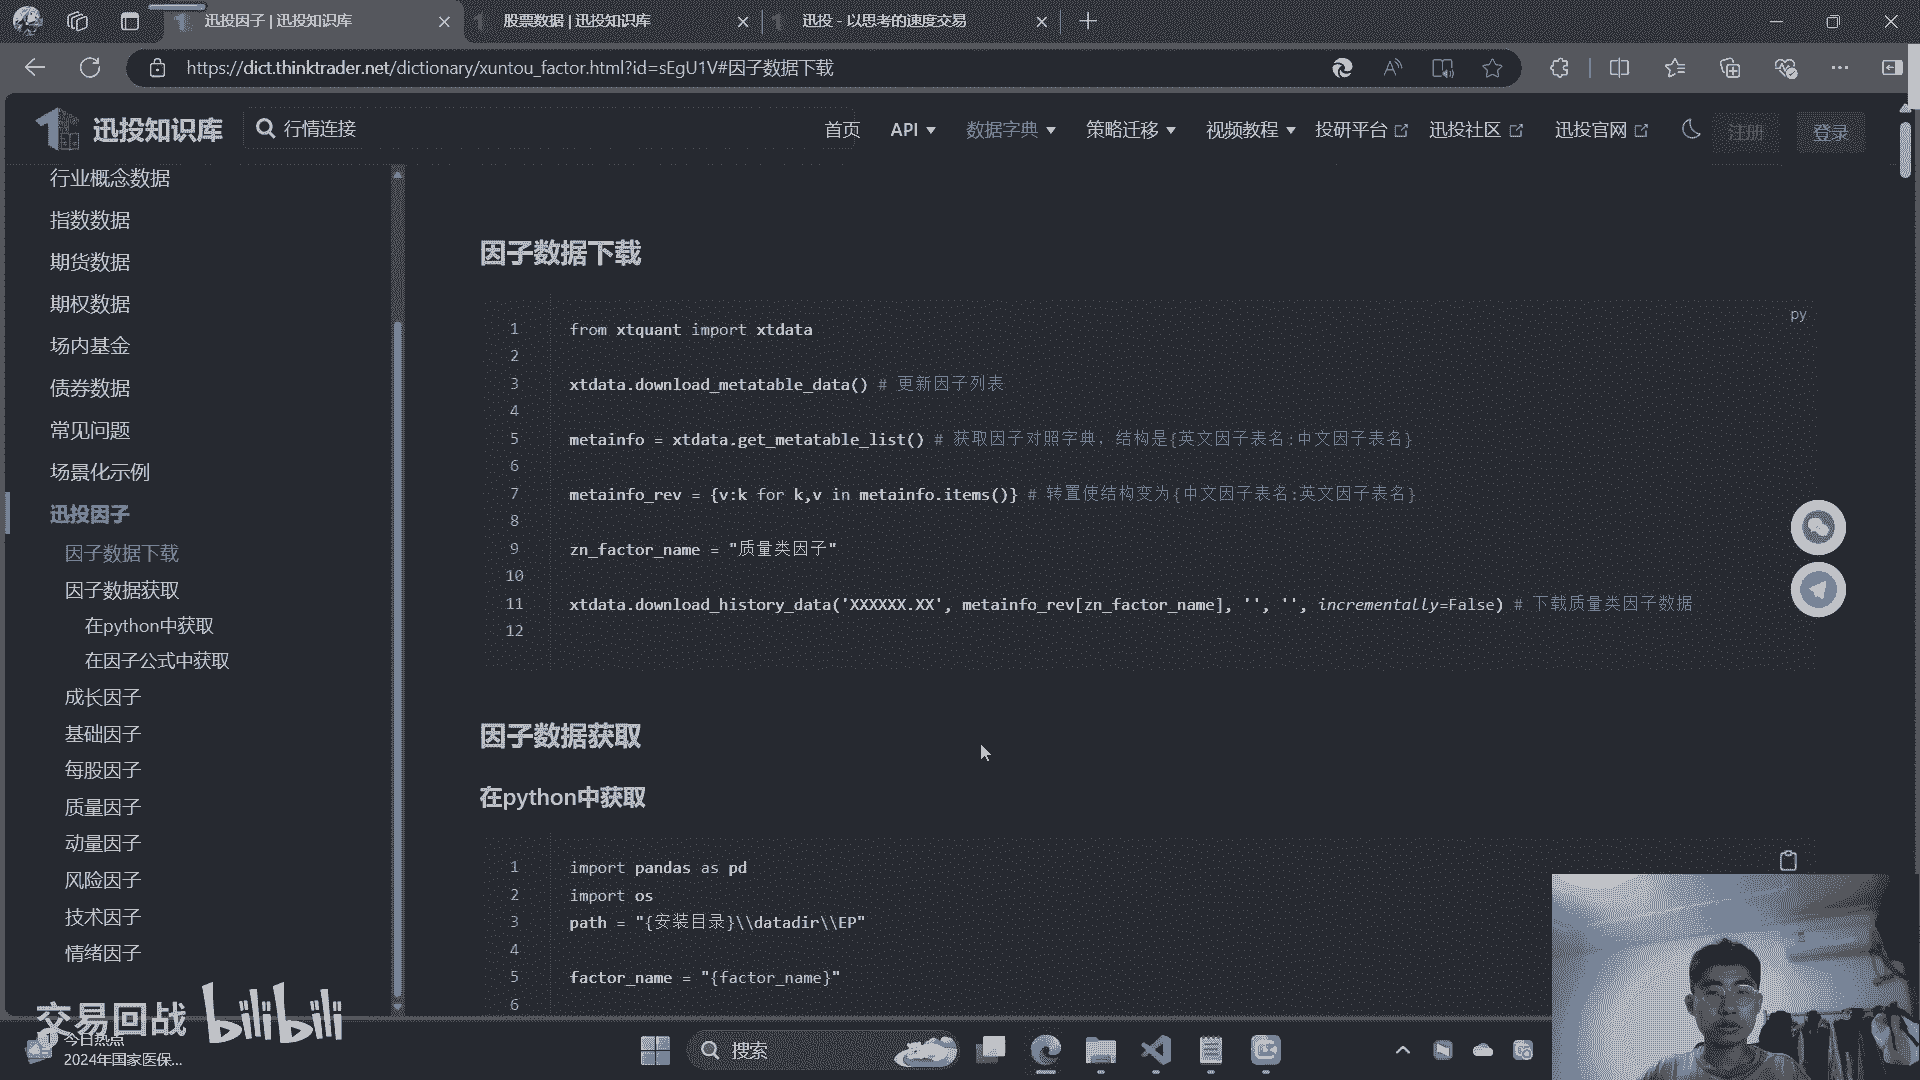 迅投因子 | 迅投知识库
股票数据 | 迅投知识库
迅投 - 以思考的速度交易
https://dict.thinktrader.net/dictionary/xuntou_factor.html?id=sEgU1V#因子数据下载
迅投知识库
行情连接
首页
API
数据字典
策略迁移
视频教程
投研平台
迅投社区
迅投官网
注册
登录
行业概念数据
指数数据
期货数据
期权数据
场内基金
债券数据
常见问题
场景化示例
迅投因子
因子数据下载
因子数据获取
在python中获取
在因子公式中获取
成长因子
基础因子
每股因子
质量因子
动量因子
风险因子
技术因子
情绪因子
因子数据下载
py
1 from xtquant import xtdata
2
3 xtdata.download_metatable_data() # 更新因子列表
4
5 metainfo = xtdata.get_metatable_list() # 获取因子对照字典，结构是{英文因子表名:中文因子表名}
6
7 metainfo_rev = {v:k for k,v in metainfo.items()} # 转置使结构变为{中文因子表名:英文因子表名}
8
9 zn_factor_name = "质量类因子"
10
11 xtdata.download_history_data('XXXXXX.XX', metainfo_rev[zn_factor_name], '', '', incrementally=False) # 下载质量类因子数据
12
因子数据获取
在python中获取
1 import pandas as pd
2 import os
3 path = "{安装目录}\\datadir\\EP"
4
5 factor_name = "{factor_name}"
6
交易回战 bilibili
今日热点
2024年国家医保...
搜索